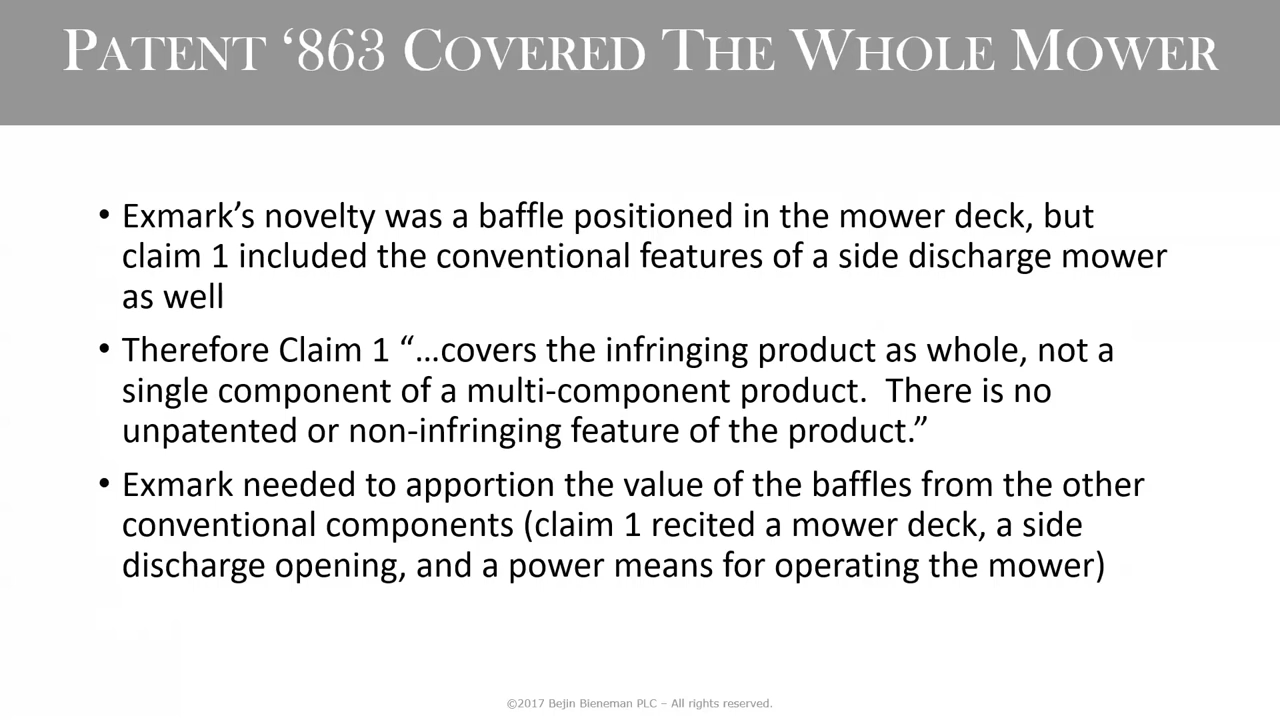 PATENT ‘863 COVERED THE WHOLE MOWER
• Exmark’s novelty was a baffle positioned in the mower deck, but
claim 1 included the conventional features of a side discharge mower
as well
• Therefore Claim 1 “…covers the infringing product as whole, not a
single component of a multi-component product.  There is no
unpatented or non-infringing feature of the product.”
• Exmark needed to apportion the value of the baffles from the other
conventional components (claim 1 recited a mower deck, a side
discharge opening, and a power means for operating the mower)
©2017 Bejin Bieneman PLC – All rights reserved.